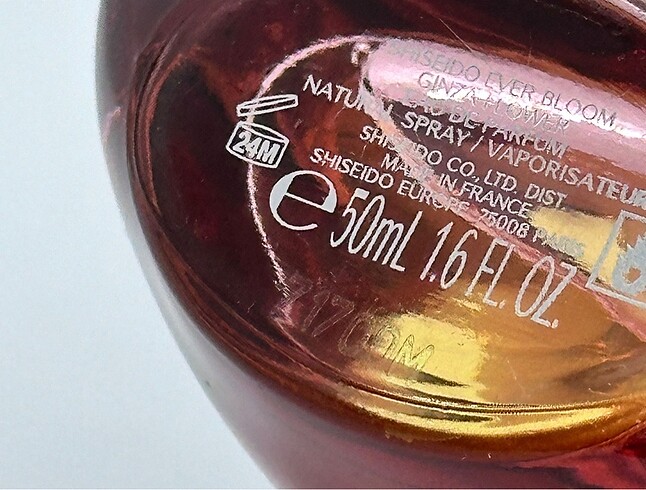 SHISEIDO EVER BLOOM
GINZA FLOWER
EAU DE PARFUM
NATURAL SPRAY / VAPORISATEUR
SHISEIDO CO., LTD. DIST.
MADE IN FRANCE
SHISEIDO EUROPE 75008 PARIS
24M
e 50mL 1.6 FL. OZ.